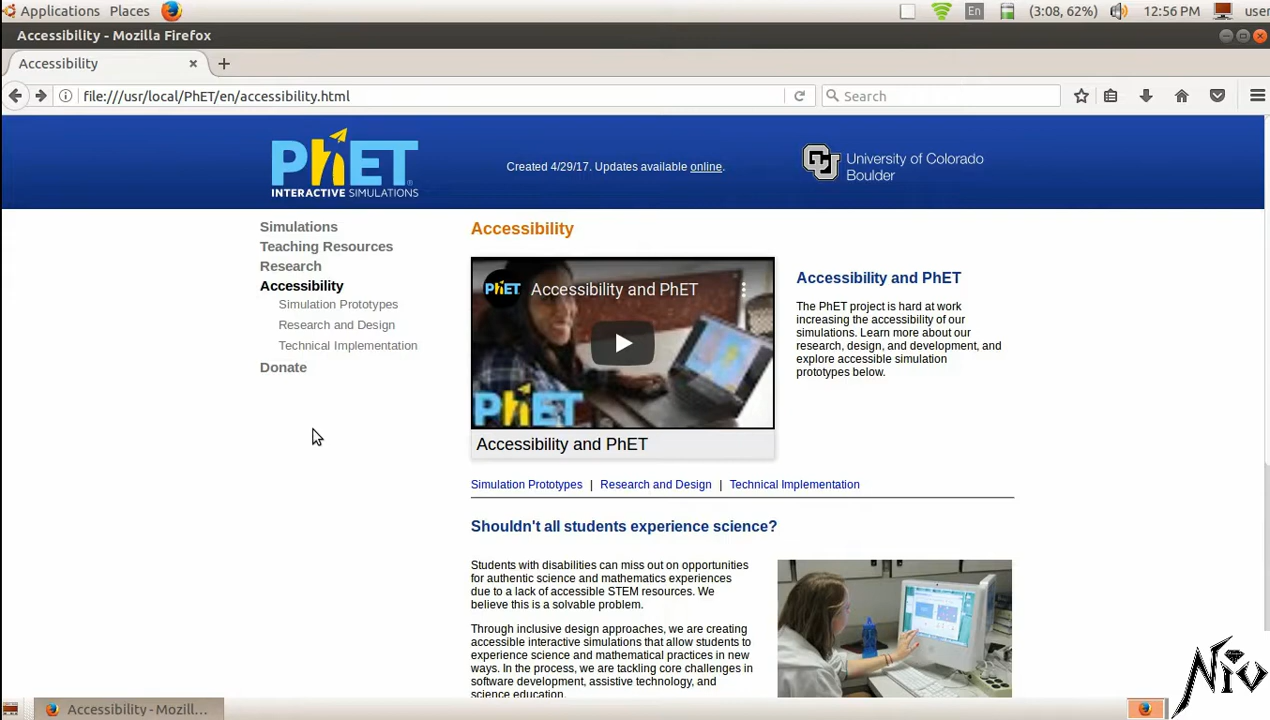 Applications Places En (3:08, 62%) 12:56 PM user
Accessibility - Mozilla Firefox
Accessibility
file:///usr/local/PhET/en/accessibility.html Search
PhET
INTERACTIVE SIMULATIONS
Created 4/29/17. Updates available online.
CU University of Colorado
Boulder
Simulations
Teaching Resources
Research
Accessibility
Simulation Prototypes
Research and Design
Technical Implementation
Donate
Accessibility
PhET Accessibility and PhET
PhET
Accessibility and PhET
Accessibility and PhET
The PhET project is hard at work
increasing the accessibility of our
simulations. Learn more about our
research, design, and development, and
explore accessible simulation
prototypes below.
Simulation Prototypes | Research and Design | Technical Implementation
Shouldn't all students experience science?
Students with disabilities can miss out on opportunities
for authentic science and mathematics experiences
due to a lack of accessible STEM resources. We
believe this is a solvable problem.
Through inclusive design approaches, we are creating
accessible interactive simulations that allow students to
experience science and mathematical practices in new
ways. In the process, we are tackling core challenges in
software development, assistive technology, and
science education.
Accessibility - Mozill...
Niv